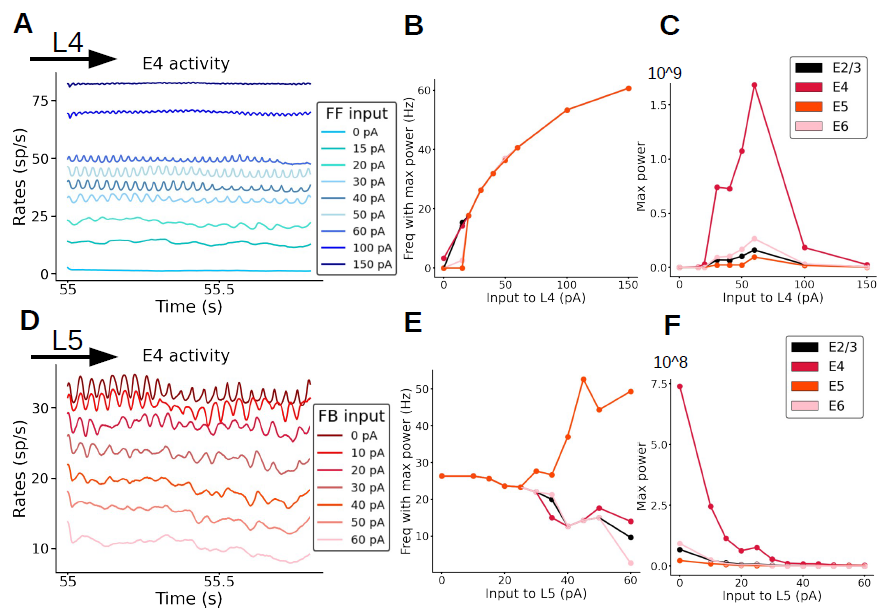 A
L4
E4 activity
Rates (sp/s)
75
50
25
0
55
55.5
Time (s)
FF input
0 pA
15 pA
20 pA
30 pA
40 pA
50 pA
60 pA
100 pA
150 pA
B
Freq with max power (Hz)
60
40
20
0
0
50
100
150
Input to L4 (pA)
C
10^9
Max power
1.5
1.0
0.5
0.0
0
50
100
150
Input to L4 (pA)
E2/3
E4
E5
E6
D
L5
E4 activity
Rates (sp/s)
30
20
10
55
55.5
Time (s)
FB input
0 pA
10 pA
20 pA
30 pA
40 pA
50 pA
60 pA
E
Freq with max power (Hz)
50
40
30
20
10
0
20
40
60
Input to L5 (pA)
F
10^8
Max power
7.5
5.0
2.5
0.0
0
20
40
60
Input to L5 (pA)
E2/3
E4
E5
E6